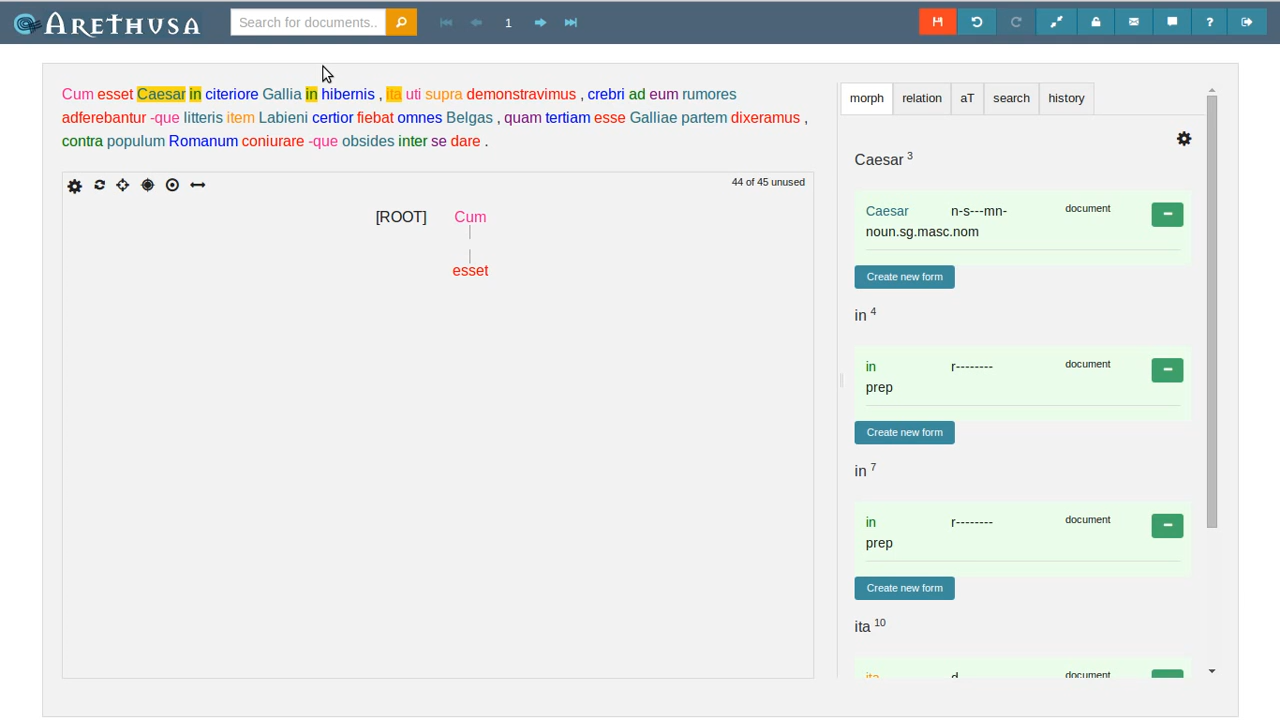 Arethusa
Search for documents..
1
Cum esset Caesar in citeriore Gallia in hibernis , ita uti supra demonstravimus , crebri ad eum rumores
adferebantur -que litteris item Labieni certior fiebat omnes Belgas , quam tertiam esse Galliae partem dixeramus ,
contra populum Romanum coniurare -que obsides inter se dare .
44 of 45 unused
[ROOT] Cum
esset
morph relation aT search history
Caesar 3
Caesar n-s---mn- document
noun.sg.masc.nom
Create new form
in 4
in r-------- document
prep
Create new form
in 7
in r-------- document
prep
Create new form
ita 10
ita d document